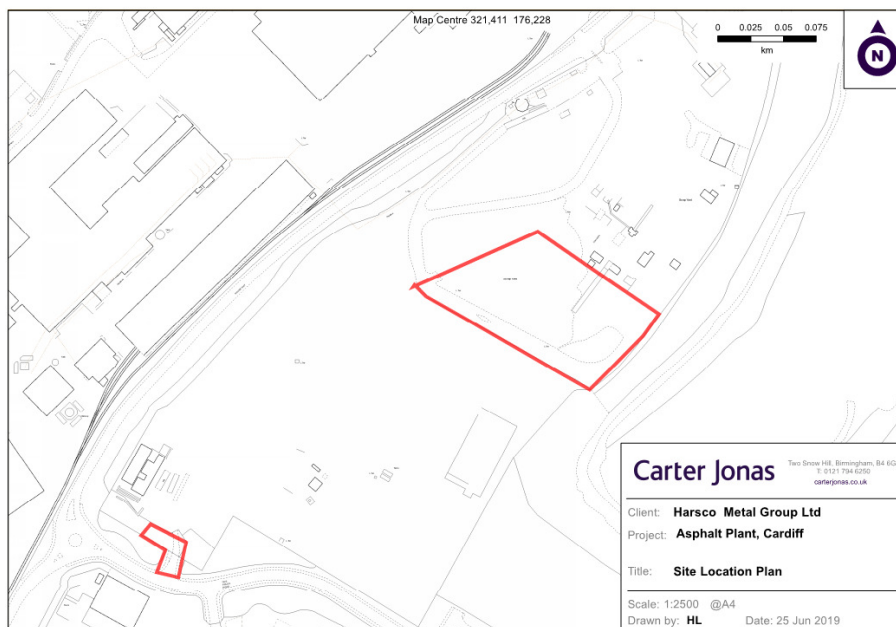 Map Centre 321,411 176,228
0 0.025 0.05 0.075
km
N
Carter Jonas
Two Snow Hill, Birmingham, B4 6G
T: 0121 794 6250
carterjonas.co.uk
Client: Harsco Metal Group Ltd
Project: Asphalt Plant, Cardiff
Title: Site Location Plan
Scale: 1:2500 @A4
Drawn by: HL Date: 25 Jun 2019